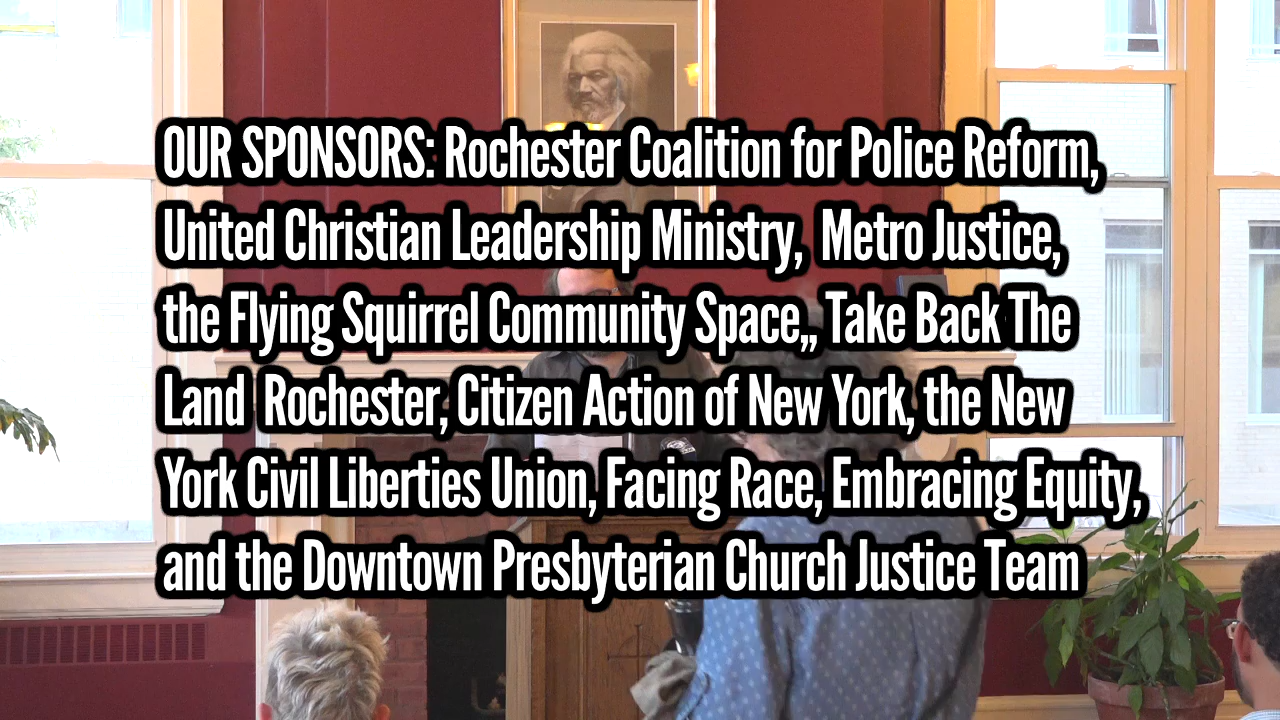 OUR SPONSORS: Rochester Coalition for Police Reform,
United Christian Leadership Ministry,  Metro Justice,
the Flying Squirrel Community Space,, Take Back The
Land  Rochester, Citizen Action of New York, the New
York Civil Liberties Union, Facing Race, Embracing Equity,
and the Downtown Presbyterian Church Justice Team